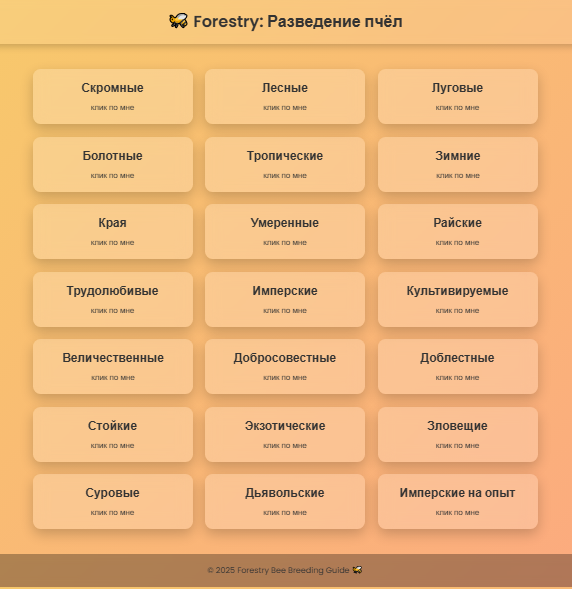 🐝 Forestry: Разведение пчёл
Скромные
клик по мне
Лесные
клик по мне
Луговые
клик по мне
Болотные
клик по мне
Тропические
клик по мне
Зимние
клик по мне
Края
клик по мне
Умеренные
клик по мне
Райские
клик по мне
Трудолюбивые
клик по мне
Имперские
клик по мне
Культивируемые
клик по мне
Величественные
клик по мне
Добросовестные
клик по мне
Доблестные
клик по мне
Стойкие
клик по мне
Экзотические
клик по мне
Зловещие
клик по мне
Суровые
клик по мне
Дьявольские
клик по мне
Имперские на опыт
клик по мне
© 2025 Forestry Bee Breeding Guide 🐝